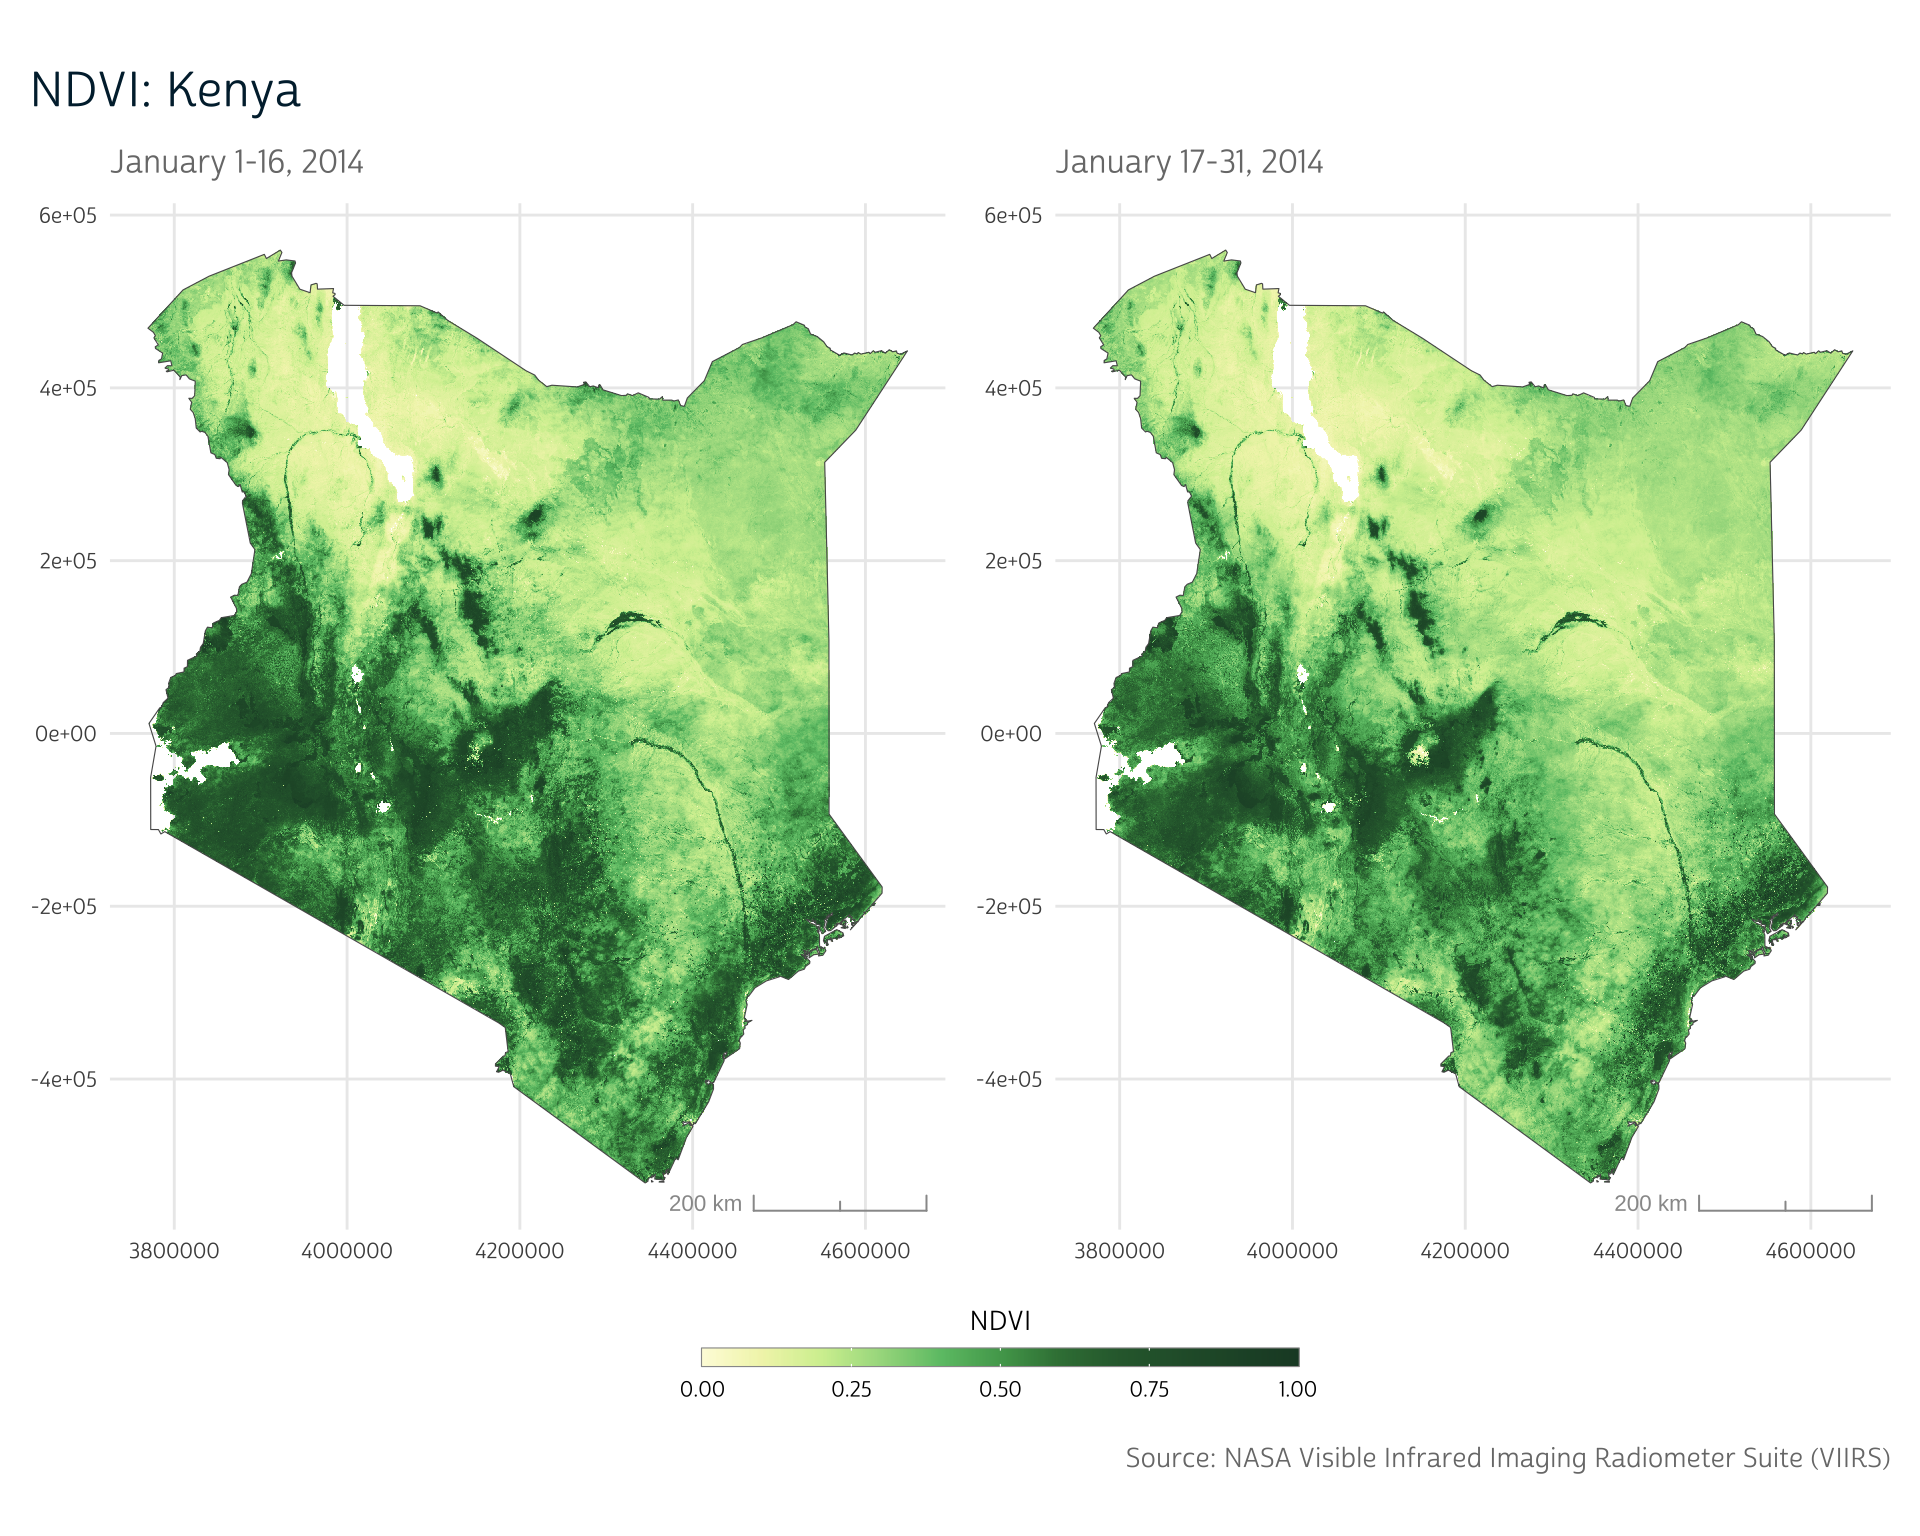 NDVI: Kenya
January 1-16, 2014
January 17-31, 2014
6e+05
4e+05
2e+05
0e+00
-2e+05
-4e+05
200 km
3800000 4000000 4200000 4400000 4600000
6e+05
4e+05
2e+05
0e+00
-2e+05
-4e+05
200 km
3800000 4000000 4200000 4400000 4600000
NDVI
0.00 0.25 0.50 0.75 1.00
Source: NASA Visible Infrared Imaging Radiometer Suite (VIIRS)